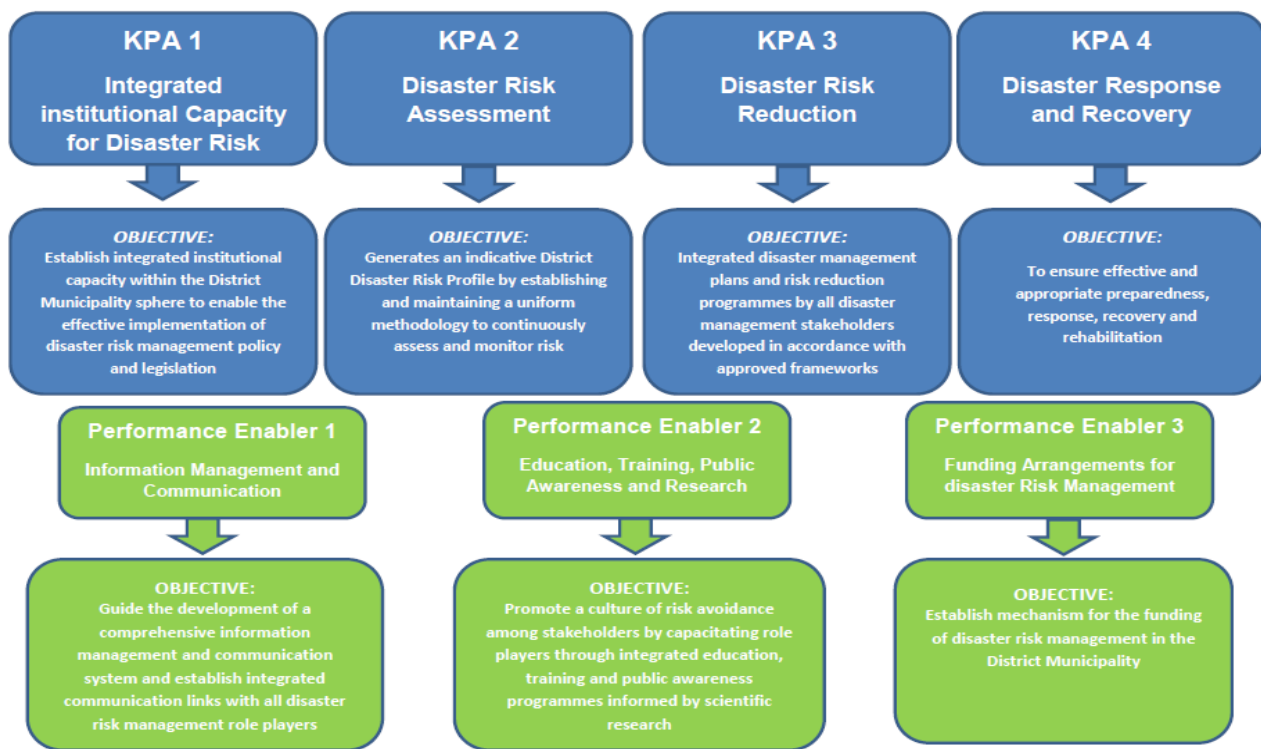 KPA 1
Integrated
institutional Capacity
for Disaster Risk
KPA 2
Disaster Risk
Assessment
KPA 3
Disaster Risk
Reduction
KPA 4
Disaster Response
and Recovery
OBJECTIVE:
Establish integrated institutional
capacity within the District
Municipality sphere to enable the
effective implementation of
disaster risk management policy
and legislation
OBJECTIVE:
Generates an indicative District
Disaster Risk Profile by establishing
and maintaining a uniform
methodology to continuously
assess and monitor risk
OBJECTIVE:
Integrated disaster management
plans and risk reduction
programmes by all disaster
management stakeholders
developed in accordance with
approved frameworks
OBJECTIVE:
To ensure effective and
appropriate preparedness,
response, recovery and
rehabilitation
Performance Enabler 1
Information Management and
Communication
Performance Enabler 2
Education, Training, Public
Awareness and Research
Performance Enabler 3
Funding Arrangements for
disaster Risk Management
OBJECTIVE:
Guide the development of a
comprehensive information
management and communication
system and establish integrated
communication links with all disaster
risk management role players
OBJECTIVE:
Promote a culture of risk avoidance
among stakeholders by capacitating role
players through integrated education,
training and public awareness
programmes informed by scientific
research
OBJECTIVE:
Establish mechanism for the funding
of disaster risk management in the
District Municipality